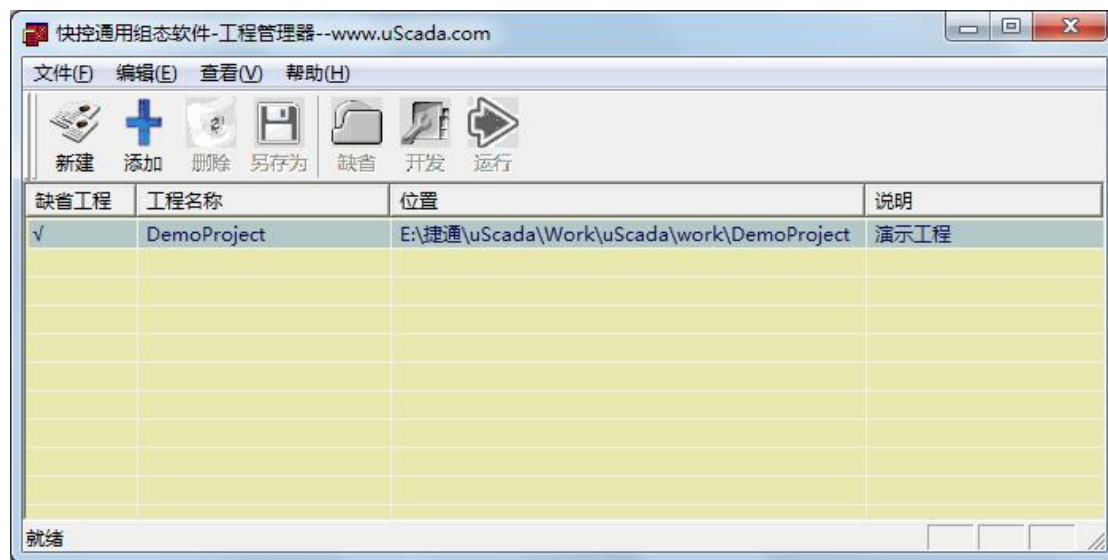 快控通用组态软件-工程管理器--www.uScada.com
文件(F) 编辑(E) 查看(V) 帮助(H)
新建 添加 删除 另存为 缺省 开发 运行
缺省工程 工程名称 位置 说明
√ DemoProject E:\捷通\uScada\Work\uScada\work\DemoProject 演示工程
就绪